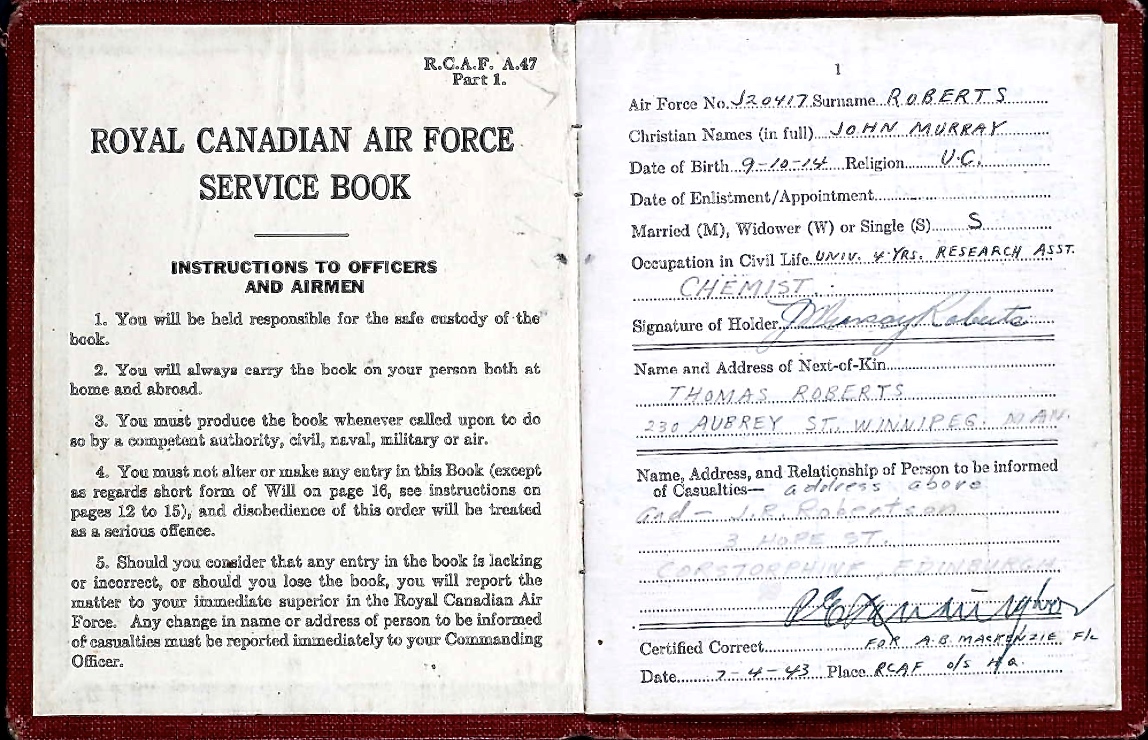 R.C.A.F. A.47
Part 1.
ROYAL CANADIAN AIR FORCE
SERVICE BOOK
INSTRUCTIONS TO OFFICERS
AND AIRMEN
1. You will be held responsible for the safe custody of the
book.
2. You will always carry the book on your person both at
home and abroad.
3. You must produce the book whenever called upon to do
so by a competent authority, civil, naval, military or air.
4. You must not alter or make any entry in this Book (except
as regards short form of Will on page 16, see instructions on
pages 12 to 15), and disobedience of this order will be treated
as a serious offence.
5. Should you consider that any entry in the book is lacking
or incorrect, or should you lose the book, you will report the
matter to your immediate superior in the Royal Canadian Air
Force. Any change in name or address of person to be informed
of casualties must be reported immediately to your Commanding
Officer.
1
Air Force No. J20417 Surname ROBERTS
Christian Names (in full) JOHN MURRAY
Date of Birth 9-10-14 Religion U.C.
Date of Enlistment/Appointment
Married (M), Widower (W) or Single (S) S
Occupation in Civil Life UNIV. 4 YRS. RESEARCH ASST.
CHEMIST
Signature of Holder J Murray Roberts
Name and Address of Next-of-Kin
THOMAS ROBERTS
230 AUBREY ST. WINNIPEG. MAN.
Name, Address, and Relationship of Person to be informed
of Casualties— address above
and - J.R. Robertson
3 HOPE ST.
CORSTORPHINE, EDINBURGH
Certified Correct FOR A.B. MACKENZIE F/L
Date 7-4-43 Place RCAF o/s H.Q.